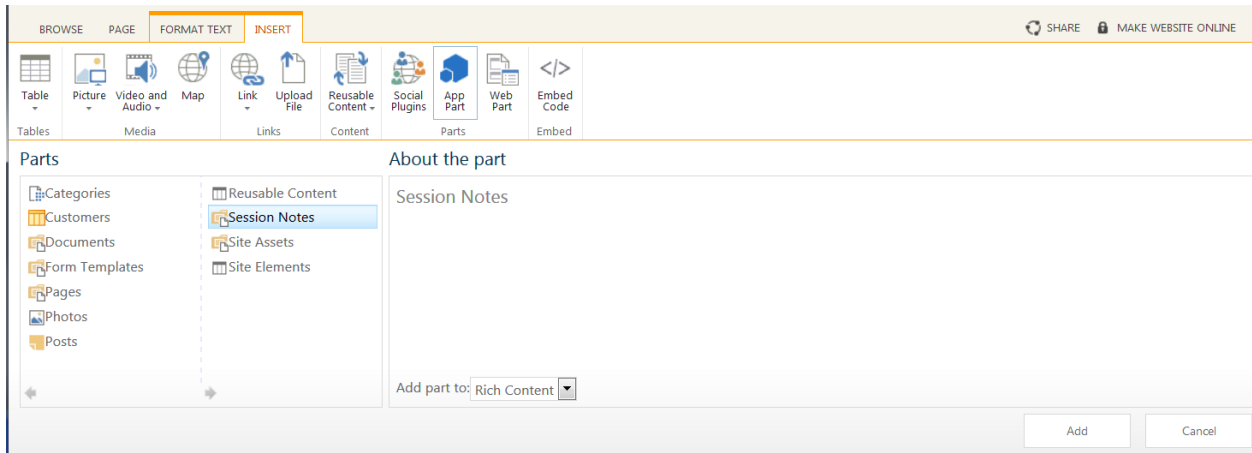 BROWSE PAGE FORMAT TEXT INSERT SHARE MAKE WEBSITE ONLINE
Table Picture Video and Audio Map Link Upload File Reusable Content Social Plugins App Part Web Part Embed Code
Tables Media Links Content Parts Embed
Parts
Categories
Customers
Documents
Form Templates
Pages
Photos
Posts
Reusable Content
Session Notes
Site Assets
Site Elements
About the part
Session Notes
Add part to: Rich Content
Add Cancel